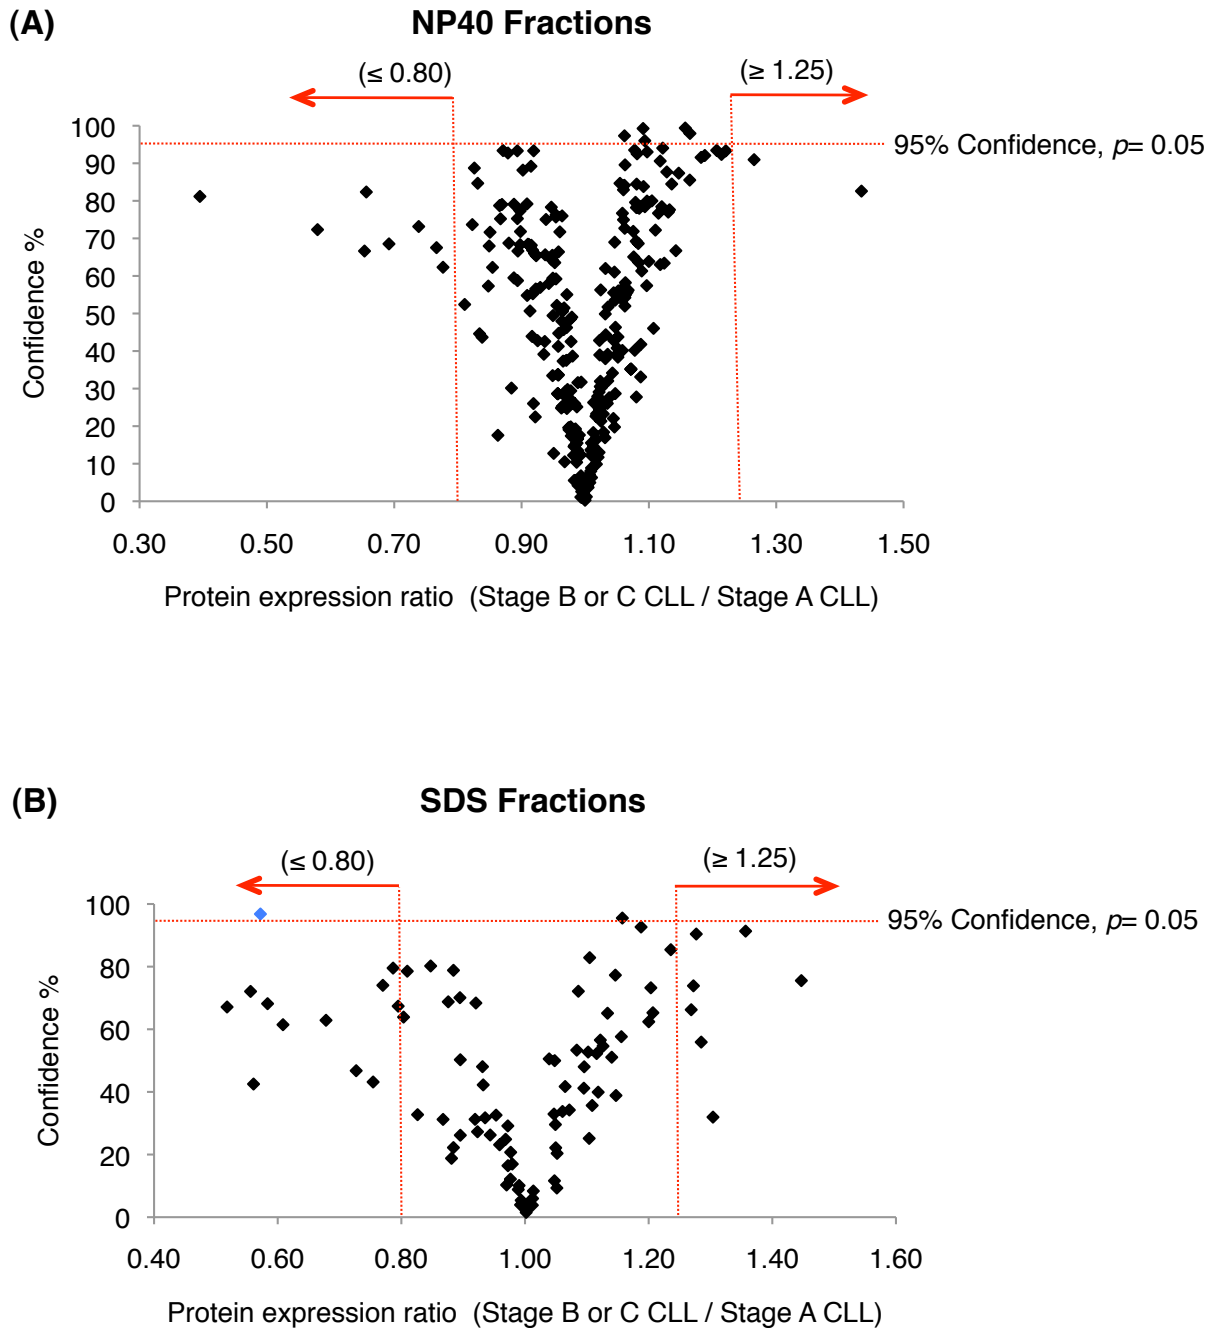 (A)
NP40 Fractions
(≤ 0.80)
(≥ 1.25)
100
90
80
70
60
50
40
30
20
10
0
Confidence %
95% Confidence, p= 0.05
0.30 0.50 0.70 0.90 1.10 1.30 1.50
Protein expression ratio (Stage B or C CLL / Stage A CLL)
(B)
SDS Fractions
(≤ 0.80)
(≥ 1.25)
100
80
60
40
20
0
Confidence %
95% Confidence, p= 0.05
0.40 0.60 0.80 1.00 1.20 1.40 1.60
Protein expression ratio (Stage B or C CLL / Stage A CLL)